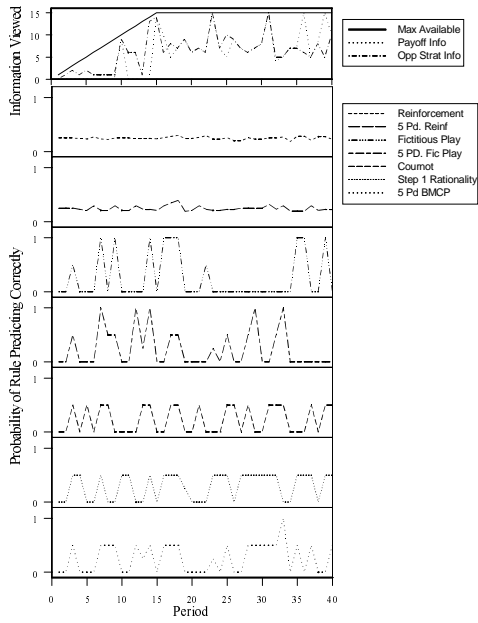 Information Viewed
15
10
5
0
Max Available
Payoff Info
Opp Strat Info
Probability of Rule Predicting Correctly
1
0
1
0
1
0
1
0
1
0
1
0
1
0
Reinforcement
5 Pd. Reinf
Fictitious Play
5 PD. Fic Play
Cournot
Step 1 Rationality
5 Pd BMCP
0 5 10 15 20 25 30 35 40
Period